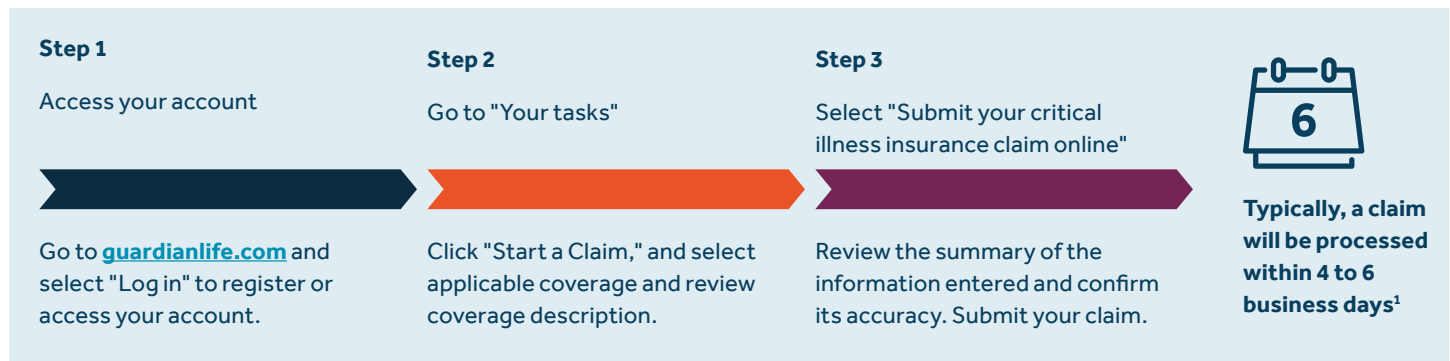 Step 1
Access your account
Go to guardianlife.com and
select "Log in" to register or
access your account.
Step 2
Go to "Your tasks"
Click "Start a Claim," and select
applicable coverage and review
coverage description.
Step 3
Select "Submit your critical
illness insurance claim online"
Review the summary of the
information entered and confirm
its accuracy. Submit your claim.
6
Typically, a claim
will be processed
within 4 to 6
business days¹